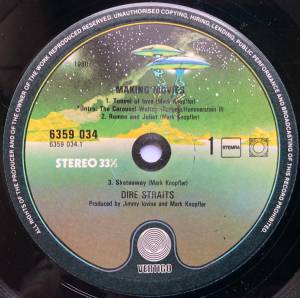 ALL RIGHTS OF THE PRODUCER AND OF THE OWNER OF THE WORK REPRODUCED RESERVED. UNAUTHORISED COPYING, HIRING, LENDING, PUBLIC PERFORMANCE AND BROADCASTING OF THIS RECORD PROHIBITED.
1980
MAKING MOVIES
1. Tunnel of love (Mark Knopfler)
Intro: The Carousel Waltz Rodgers/Hammerstein II
2. Romeo and Juliet (Mark Knopfler)
6359 034
6359 034.1
1
STEMRA
STEREO 33⅓
3. Skateaway (Mark Knopfler)
DIRE STRAITS
Produced by Jimmy Iovine and Mark Knopfler
VERTIGO